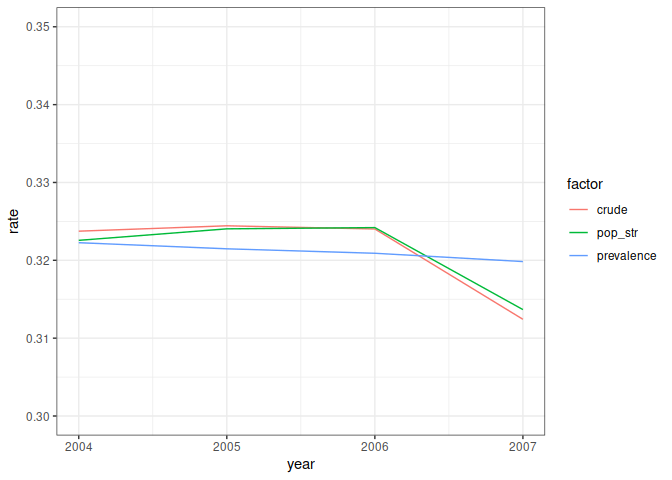 0.35
0.34
0.33
0.32
0.31
0.30
rate
2004 2005 2006 2007
year
factor
crude
pop_str
prevalence